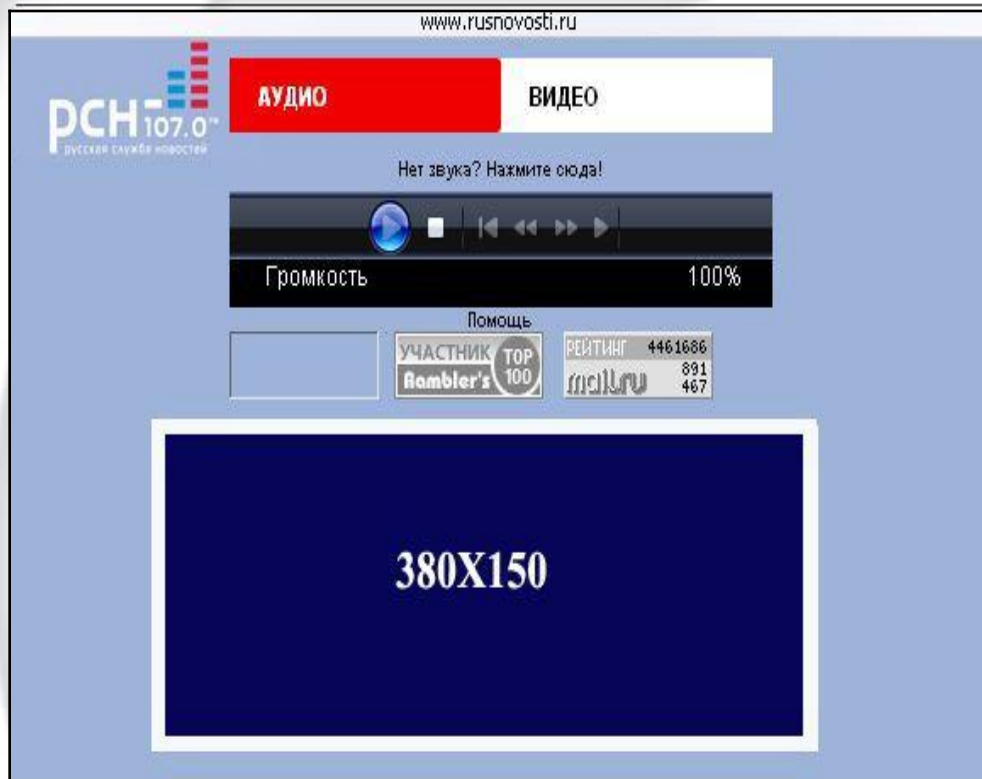 www.rusnovosti.ru
АУДИО ВИДЕО
РСН 107.0™
русская служба новостей
Нет звука? Нажмите сюда!
Громкость 100%
Помощь
УЧАСТНИК TOP
Rambler's 100
РЕЙТИНГ 4461686
mail.ru 891
467
380X150